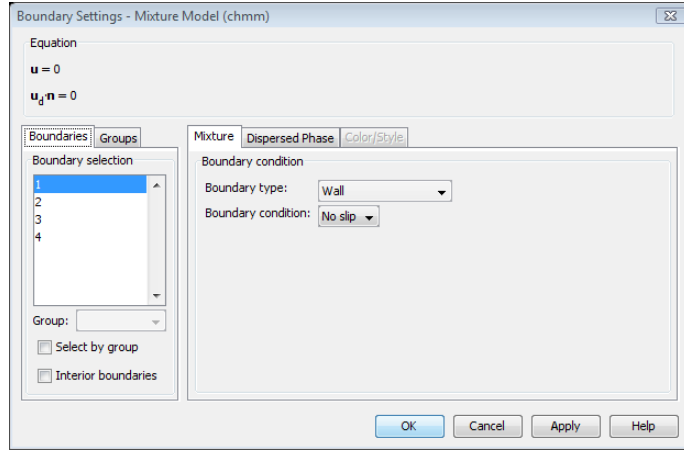 Boundary Settings - Mixture Model (chmm)
Equation
u = 0
u_d·n = 0
Boundaries Groups
Mixture Dispersed Phase Color/Style
Boundary selection
1
2
3
4
Group:
Select by group
Interior boundaries
Boundary condition
Boundary type: Wall
Boundary condition: No slip
OK Cancel Apply Help